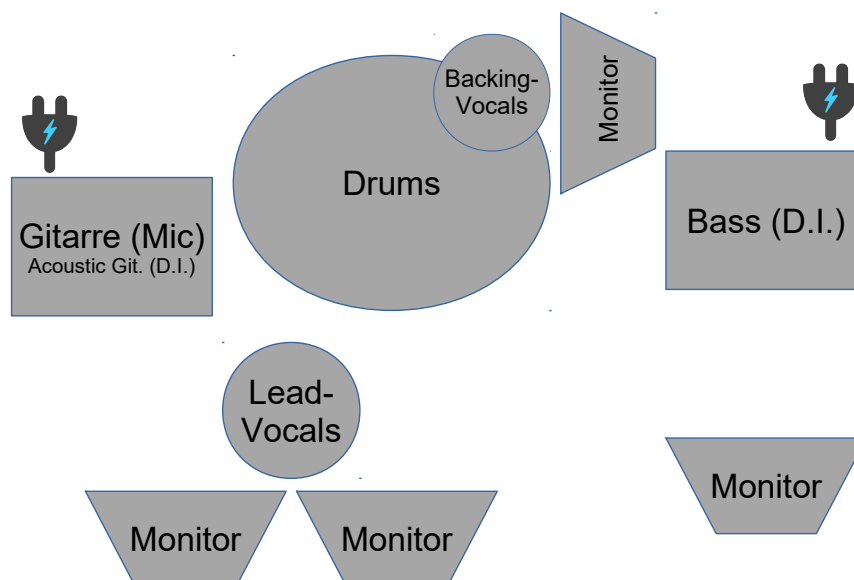 Backing-
Vocals
Monitor
Drums
Gitarre (Mic)
Acoustic Git. (D.I.)
Bass (D.I.)
Lead-
Vocals
Monitor
Monitor
Monitor